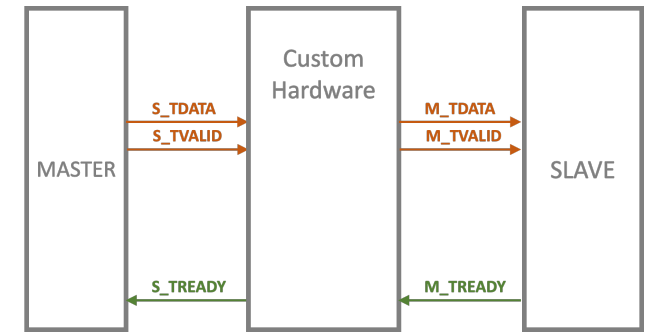 Custom
Hardware
S_TDATA
M_TDATA
S_TVALID
M_TVALID
MASTER
SLAVE
S_TREADY
M_TREADY